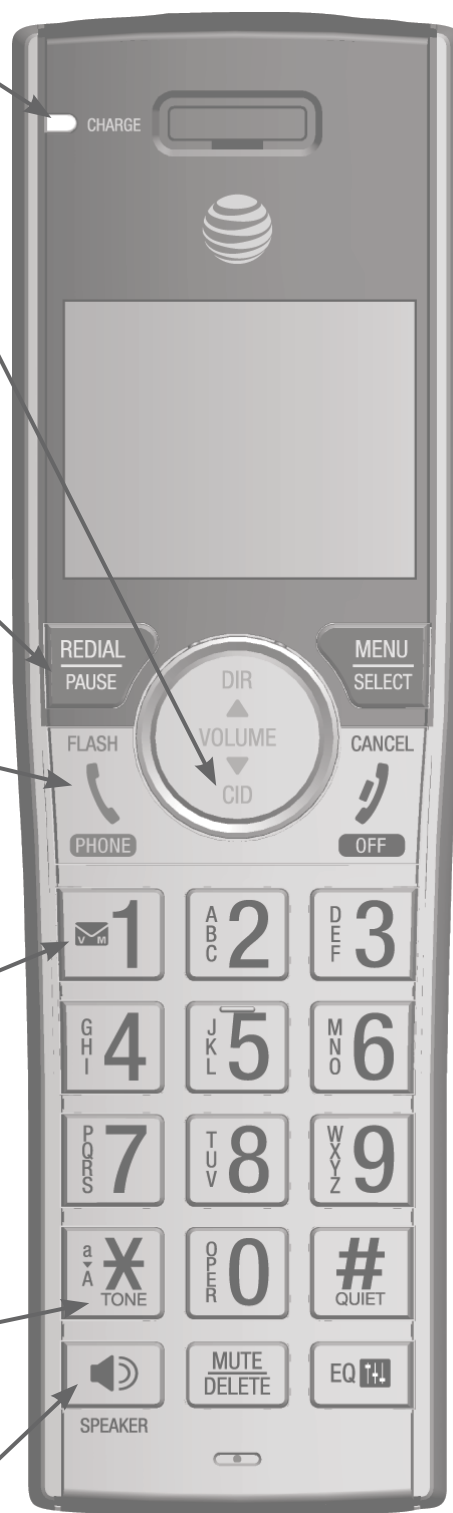 CHARGE
REDIAL
PAUSE
DIR
VOLUME
CID
MENU
SELECT
FLASH
PHONE
CANCEL
OFF
V M 1
ABC 2
DEF 3
GHI 4
JKL 5
MNO 6
PQRS 7
TUV 8
WXYZ 9
a A * TONE
OPER 0
# QUIET
SPEAKER
MUTE
DELETE
EQ